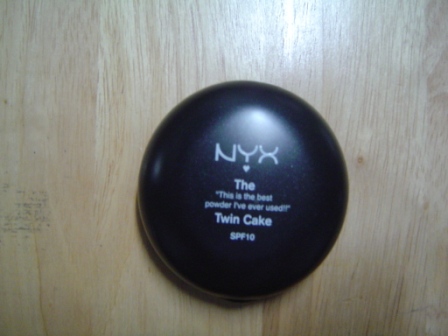 NYX
The
"This is the best
powder I've ever used!!"
Twin Cake
SPF10